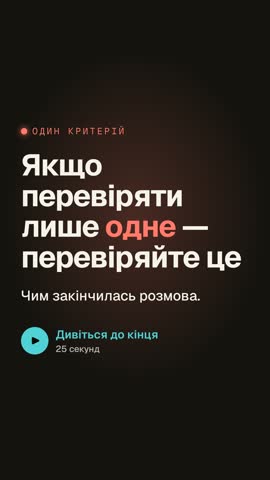 ОДИН КРИТЕРІЙ
Якщо
перевіряти
лише одне —
перевіряйте це
Чим закінчилась розмова.
Дивіться до кінця
25 секунд